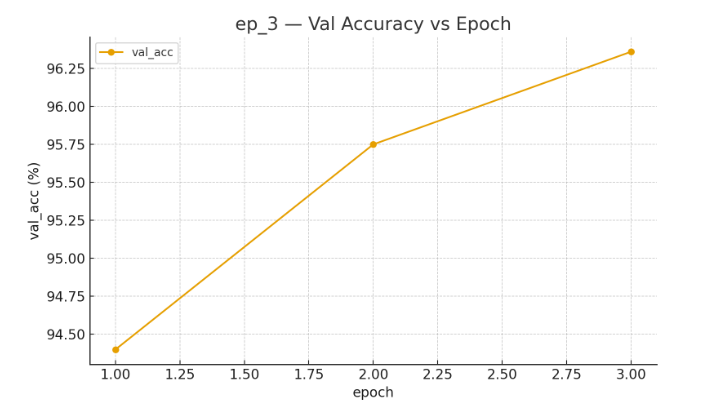 ep_3 — Val Accuracy vs Epoch
val_acc
96.25
96.00
95.75
95.50
95.25
95.00
94.75
94.50
val_acc (%)
1.00 1.25 1.50 1.75 2.00 2.25 2.50 2.75 3.00
epoch